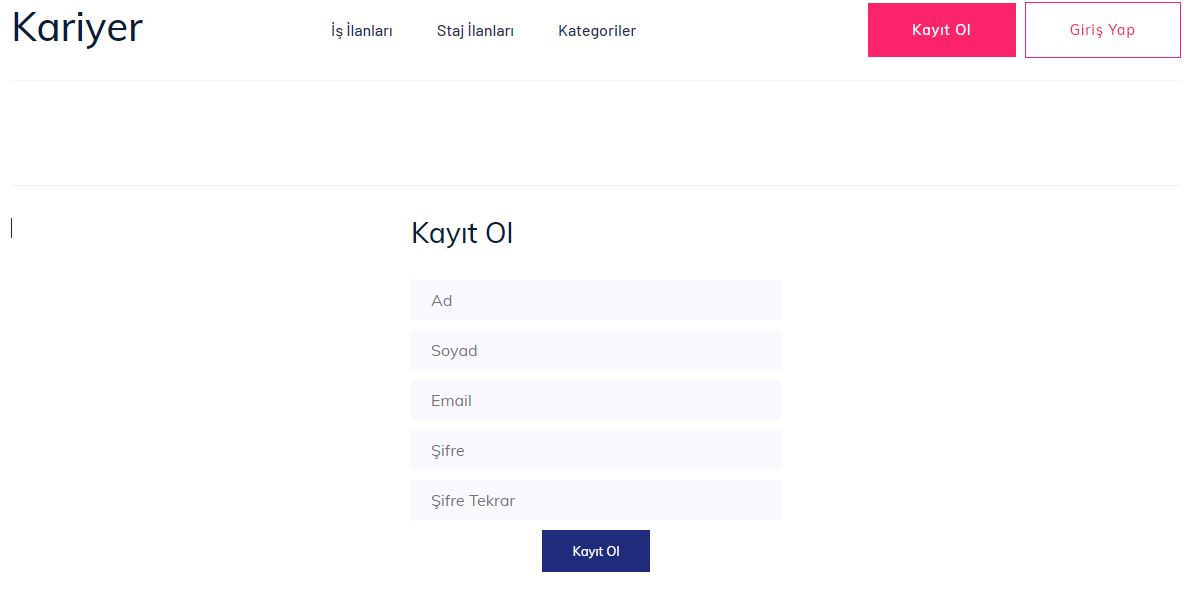 Kariyer
İş İlanları
Staj İlanları
Kategoriler
Kayıt Ol
Giriş Yap
Kayıt Ol
Ad
Soyad
Email
Şifre
Şifre Tekrar
Kayıt Ol